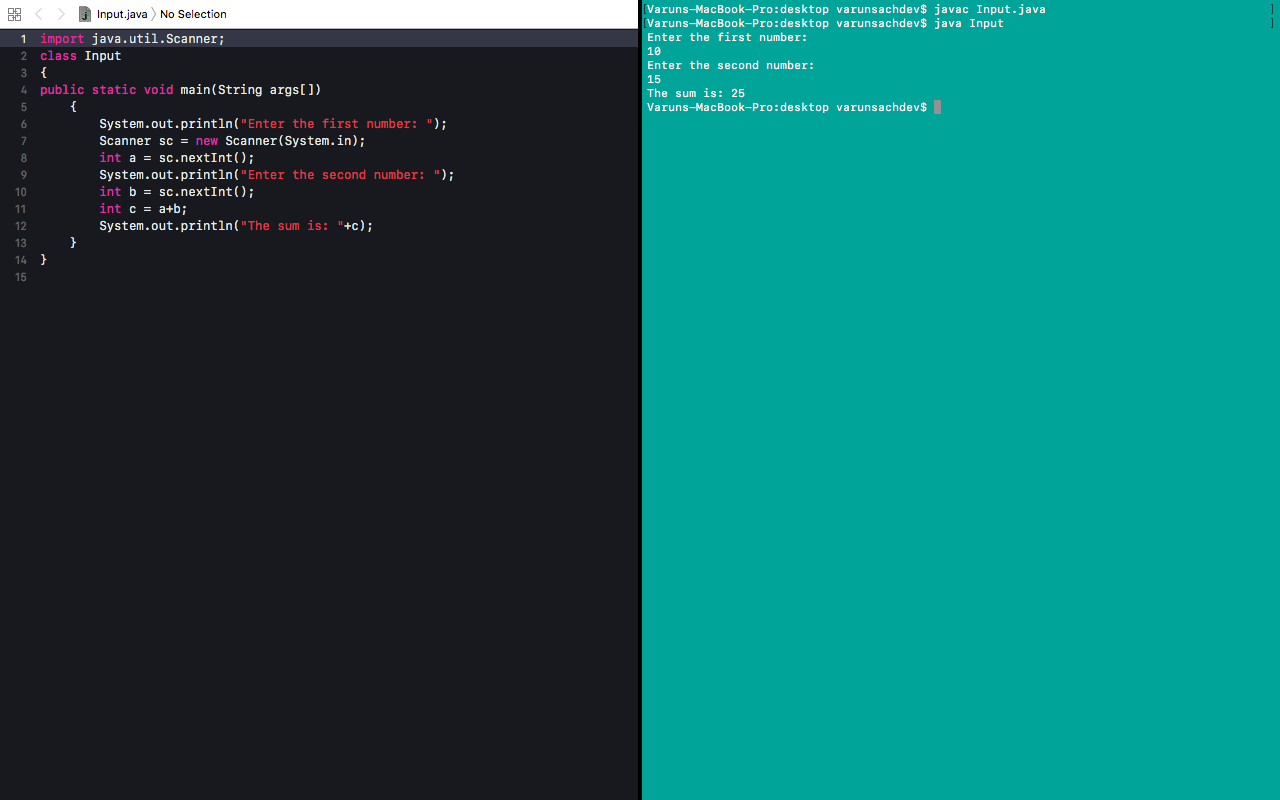 Input.java 〉 No Selection
1 import java.util.Scanner;
2 class Input
3 {
4 public static void main(String args[])
5     {
6         System.out.println("Enter the first number: ");
7         Scanner sc = new Scanner(System.in);
8         int a = sc.nextInt();
9         System.out.println("Enter the second number: ");
10         int b = sc.nextInt();
11         int c = a+b;
12         System.out.println("The sum is: "+c);
13     }
14 }
15
[Varuns-MacBook-Pro:desktop varunsachdev$ javac Input.java ]
[Varuns-MacBook-Pro:desktop varunsachdev$ java Input ]
Enter the first number:
10
Enter the second number:
15
The sum is: 25
Varuns-MacBook-Pro:desktop varunsachdev$